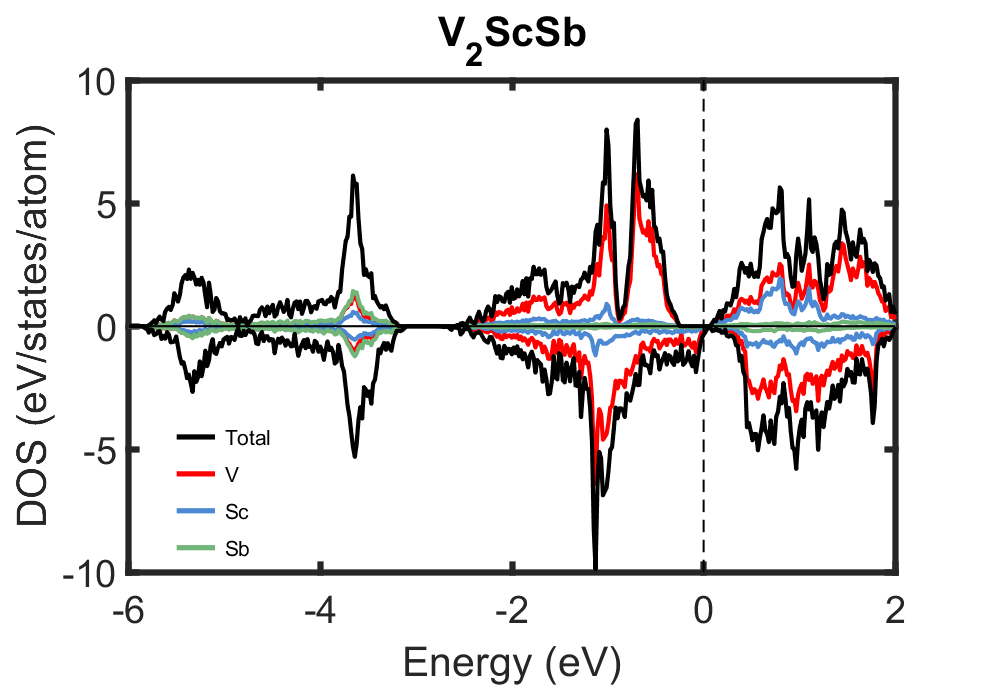 V₂ScSb
DOS (eV/states/atom)
10
5
0
-5
-10
Total
V
Sc
Sb
-6 -4 -2 0 2
Energy (eV)